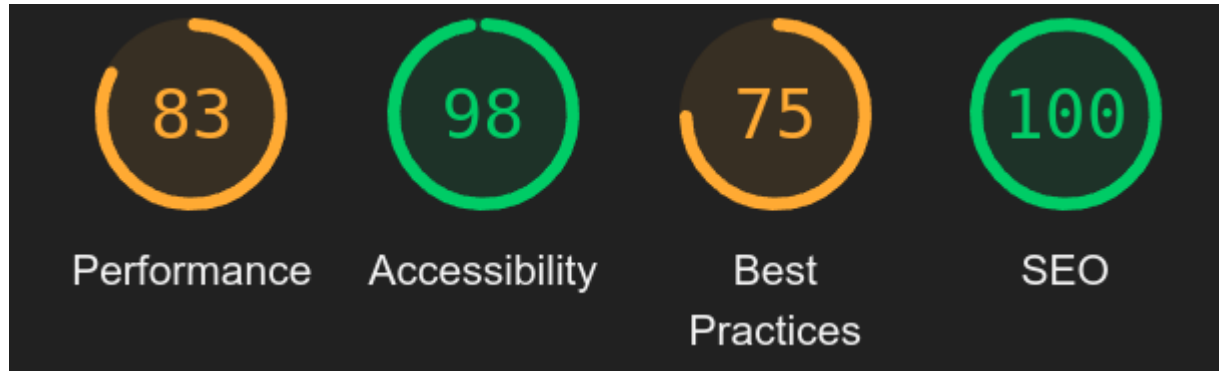 83
98
75
100
Performance
Accessibility
Best
Practices
SEO